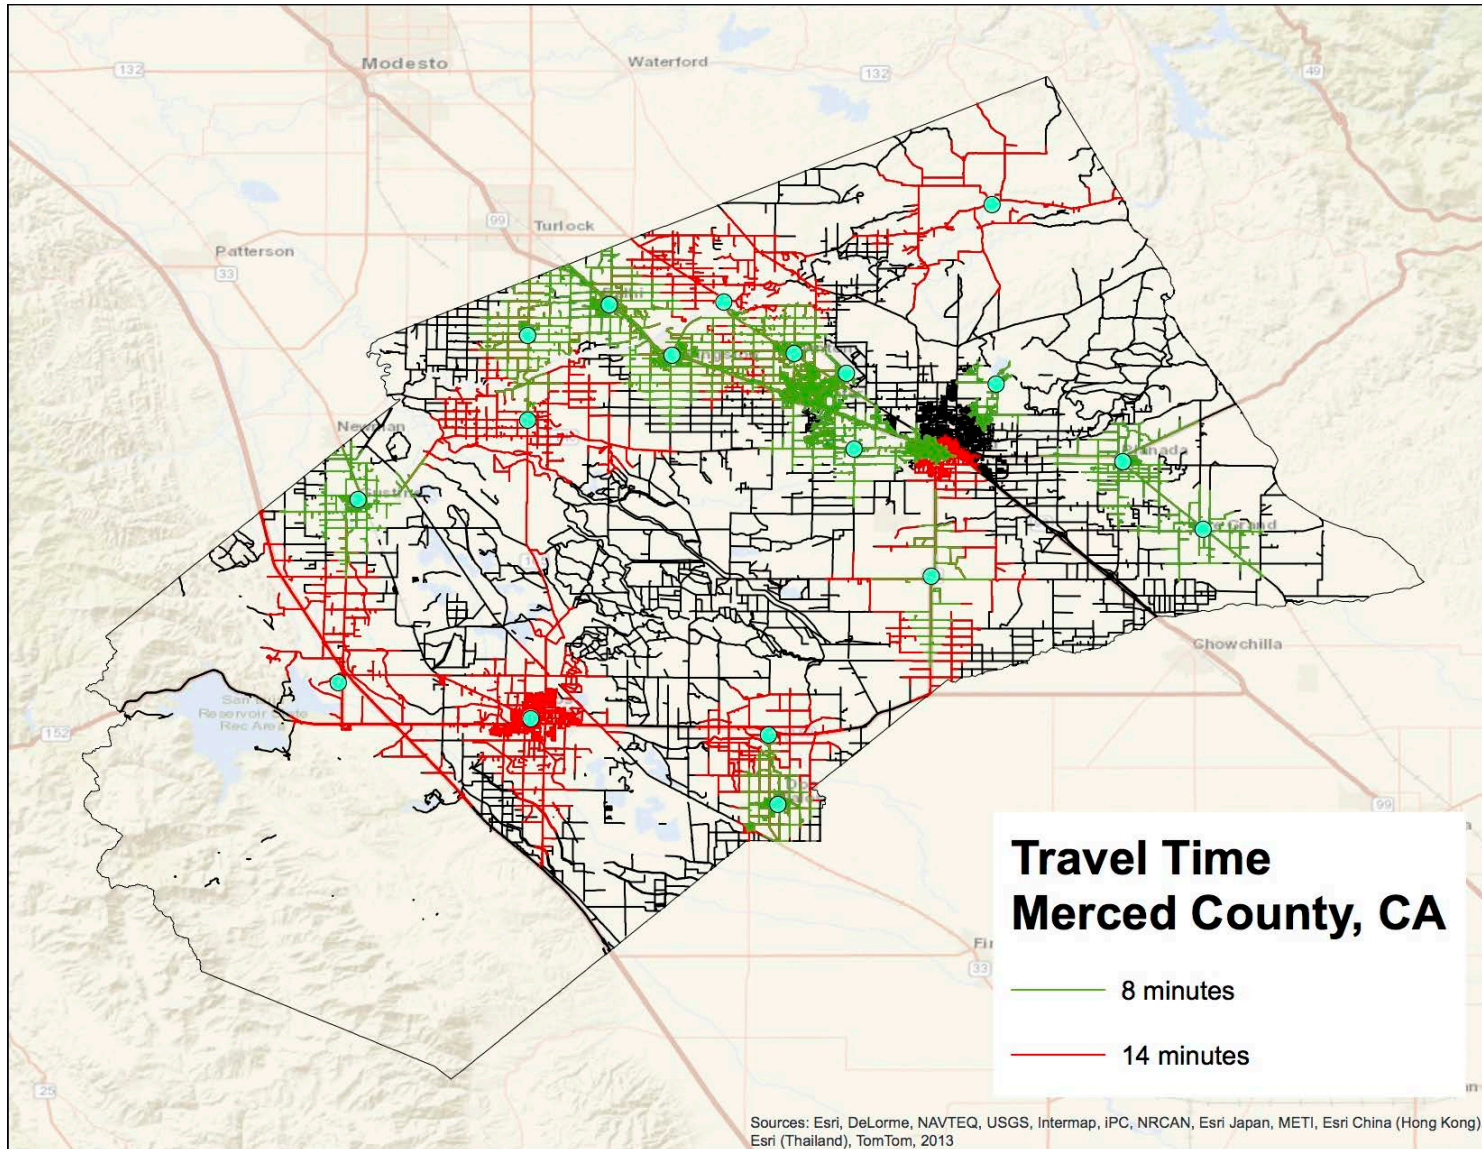 Modesto
Waterford
132
132
49
99
Turlock
Patterson
33
Newman
152
Chowchilla
99
33
25
Travel Time
Merced County, CA
8 minutes
14 minutes
Sources: Esri, DeLorme, NAVTEQ, USGS, Intermap, iPC, NRCAN, Esri Japan, METI, Esri China (Hong Kong)
Esri (Thailand), TomTom, 2013